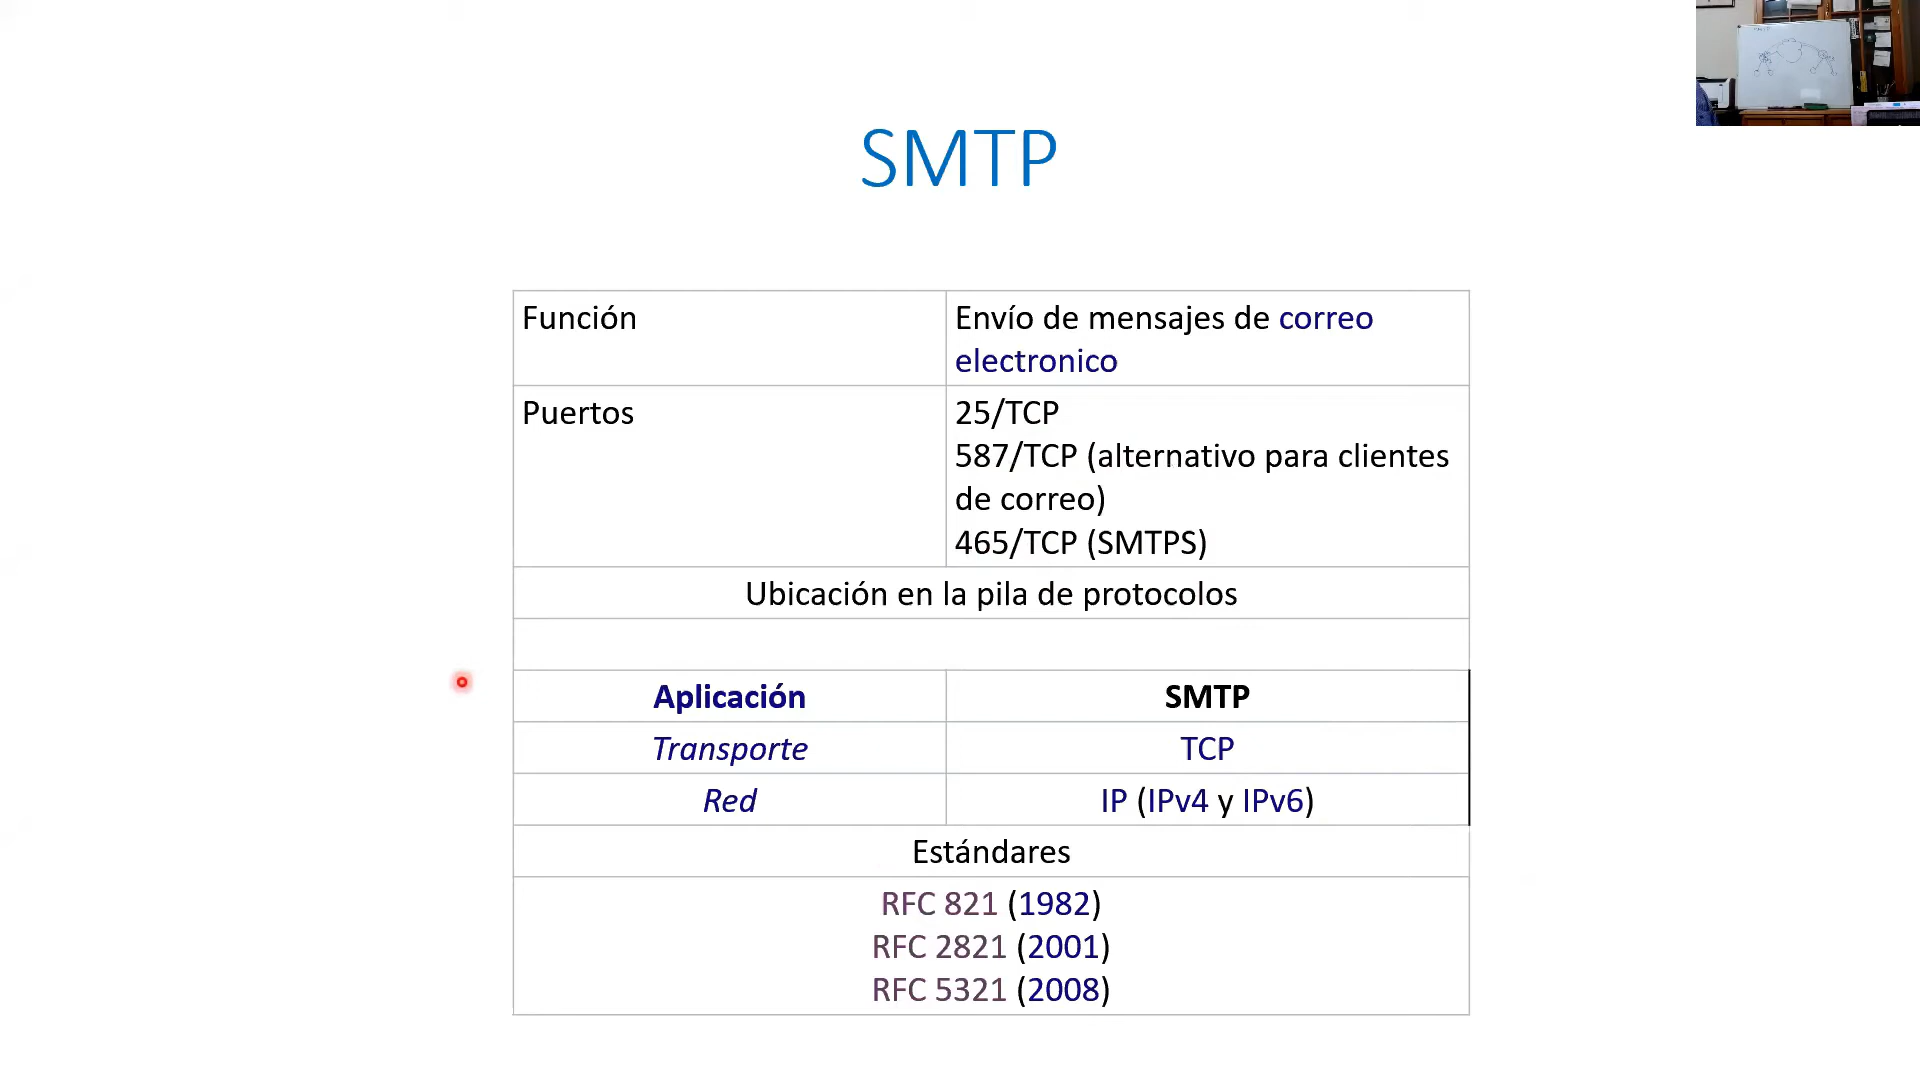 SMTP
Función
Envío de mensajes de correo
electronico
Puertos
25/TCP
587/TCP (alternativo para clientes
de correo)
465/TCP (SMTPS)
Ubicación en la pila de protocolos
Aplicación
SMTP
Transporte
TCP
Red
IP (IPv4 y IPv6)
Estándares
RFC 821 (1982)
RFC 2821 (2001)
RFC 5321 (2008)